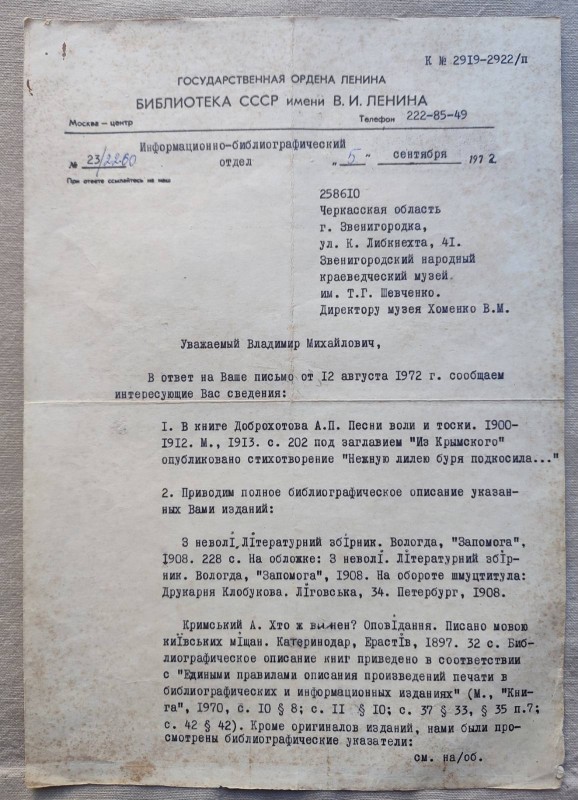 К № 2919-2922/п
ГОСУДАРСТВЕННАЯ ОРДЕНА ЛЕНИНА
БИБЛИОТЕКА СССР имени В. И. ЛЕНИНА
Москва — центр Телефон 222-85-49
Информационно-библиографический
отдел
№ 23/2260 „ 5 " сентября 1972.
При ответе ссылайтесь на наш
258610
Черкасская область
г. Звенигородка,
ул. К. Либкнехта, 41.
Звенигородский народный
краеведческий музей
им. Т.Г. Шевченко.
Директору музея Хоменко В.М.
Уважаемый Владимир Михайлович,
В ответ на Ваше письмо от 12 августа 1972 г. сообщаем
интересующие Вас сведения:
I. В книге Доброхотова А.П. Песни воли и тоски. 1900-
1912. М., 1913. с. 202 под заглавием "Из Крымского"
опубликовано стихотворение "Нежную лилею буря подкосила..."
2. Приводим полное библиографическое описание указан-
ных Вами изданий:
З неволі. Літературний збірник. Вологда, "Запомога",
1908. 228 с. На обложке: З неволі. Літературний збір-
ник. Вологда, "Запомога", 1908. На обороте шмуцтитула:
Друкарня Клобукова. Ліговська, 34. Петербург, 1908.
Кримський А. Хто ж винен? Оповідання. Писано мовою
київських міщан. Катеринодар, Ерастів, 1897. 32 с. Биб-
лиографическое описание книг приведено в соответствии
с "Едиными правилами описания произведений печати в
библиографических и информационных изданиях" (М., "Кни-
га", 1970, с. 10 § 8; с. II § 10; с. 37 § 33, § 35 п.7;
с. 42 § 42). Кроме оригиналов изданий, нами были про-
смотрены библиографические указатели:
см. на/об.